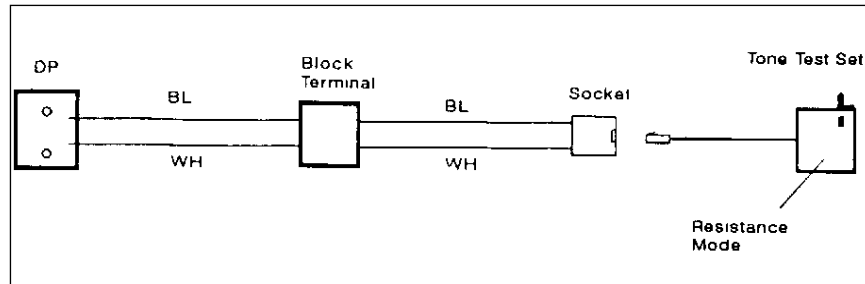 DP
Block
Terminal
Tone Test Set
BL
BL
Socket
WH
WH
Resistance
Mode